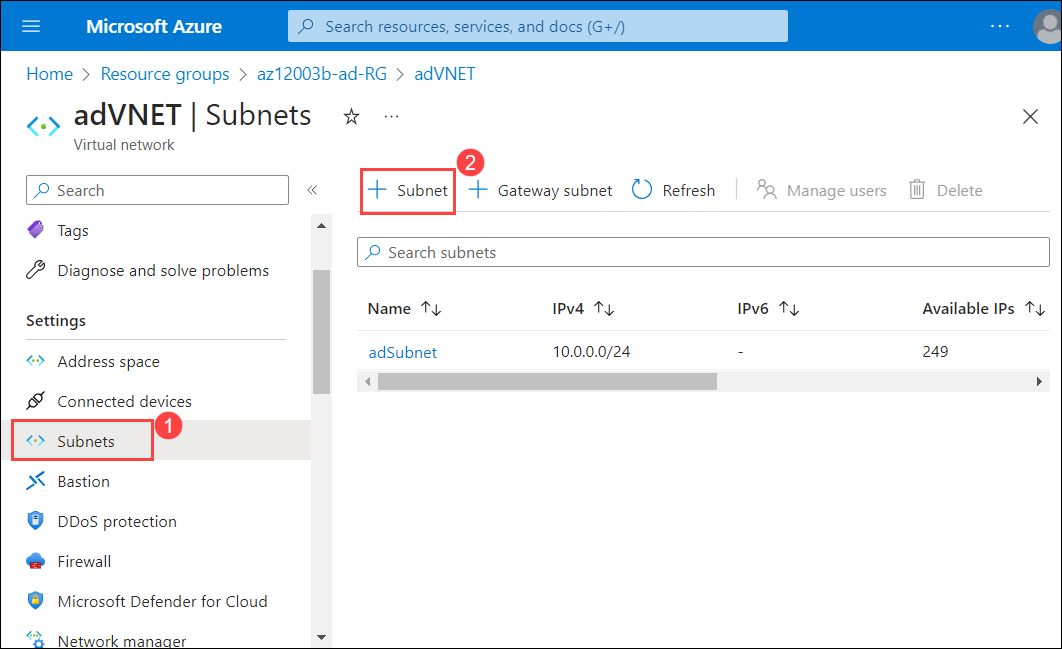 Microsoft Azure
Search resources, services, and docs (G+/)
...
Home > Resource groups > az12003b-ad-RG > adVNET
adVNET | Subnets
...
Virtual network
2
Search
«
+ Subnet
+ Gateway subnet
Refresh
Manage users
Delete
Tags
Diagnose and solve problems
Settings
Address space
Connected devices
1
Subnets
Bastion
DDoS protection
Firewall
Microsoft Defender for Cloud
Network manager
Search subnets
Name ↑↓ IPv4 ↑↓ IPv6 ↑↓ Available IPs ↑↓
adSubnet 10.0.0.0/24 - 249